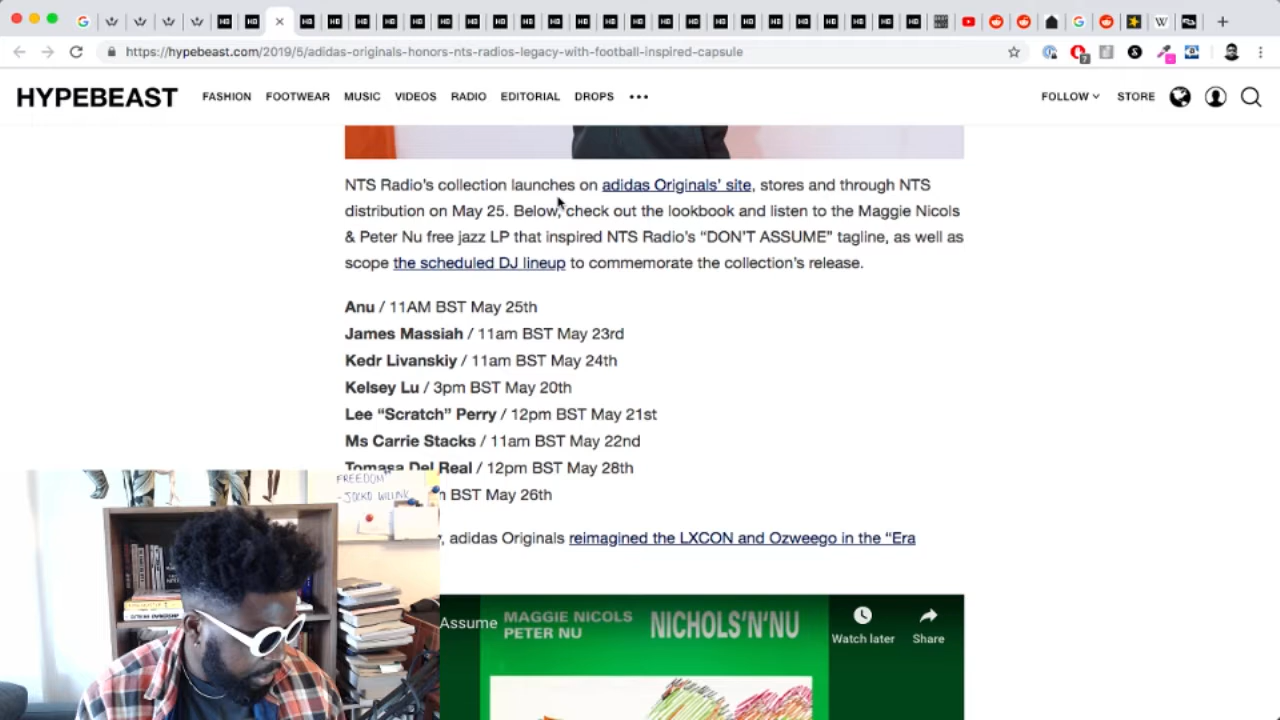 https://hypebeast.com/2019/5/adidas-originals-honors-nts-radios-legacy-with-football-inspired-capsule
HYPEBEAST FASHION FOOTWEAR MUSIC VIDEOS RADIO EDITORIAL DROPS ••• FOLLOW STORE
NTS Radio's collection launches on adidas Originals' site, stores and through NTS
distribution on May 25. Below, check out the lookbook and listen to the Maggie Nicols
& Peter Nu free jazz LP that inspired NTS Radio's “DON'T ASSUME” tagline, as well as
scope the scheduled DJ lineup to commemorate the collection's release.
Anu / 11AM BST May 25th
James Massiah / 11am BST May 23rd
Kedr Livanskiy / 11am BST May 24th
Kelsey Lu / 3pm BST May 20th
Lee “Scratch” Perry / 12pm BST May 21st
Ms Carrie Stacks / 11am BST May 22nd
Tomasa Del Real / 12pm BST May 28th
BST May 26th
adidas Originals reimagined the LXCON and Ozweego in the “Era
FREEDOM"
- JOCKO WILLINK
Assume MAGGIE NICOLS
PETER NU
NICHOLS'N'NU
Watch later Share